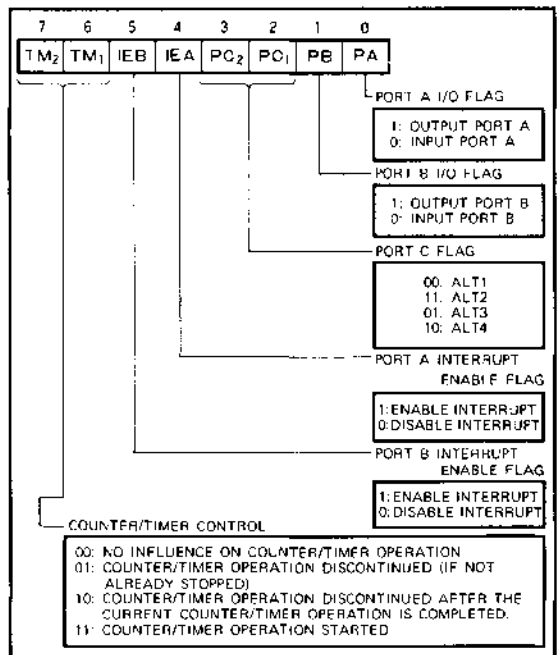 7 6 5 4 3 2 1 0
TM₂ TM₁ IEB IEA PC₂ PC₁ PB PA
PORT A I/O FLAG
1: OUTPUT PORT A
0: INPUT PORT A
PORT B I/O FLAG
1: OUTPUT PORT B
0: INPUT PORT B
PORT C FLAG
00: ALT1
11: ALT2
01: ALT3
10: ALT4
PORT A INTERRUPT
ENABLE FLAG
1:ENABLE INTERRUPT
0:DISABLE INTERRUPT
PORT B INTERRUPT
ENABLE FLAG
1:ENABLE INTERRUPT
0:DISABLE INTERRUPT
COUNTER/TIMER CONTROL
00: NO INFLUENCE ON COUNTER/TIMER OPERATION
01: COUNTER/TIMER OPERATION DISCONTINUED (IF NOT
ALREADY STOPPED)
10: COUNTER/TIMER OPERATION DISCONTINUED AFTER THE
CURRENT COUNTER/TIMER OPERATION IS COMPLETED.
11: COUNTER/TIMER OPERATION STARTED